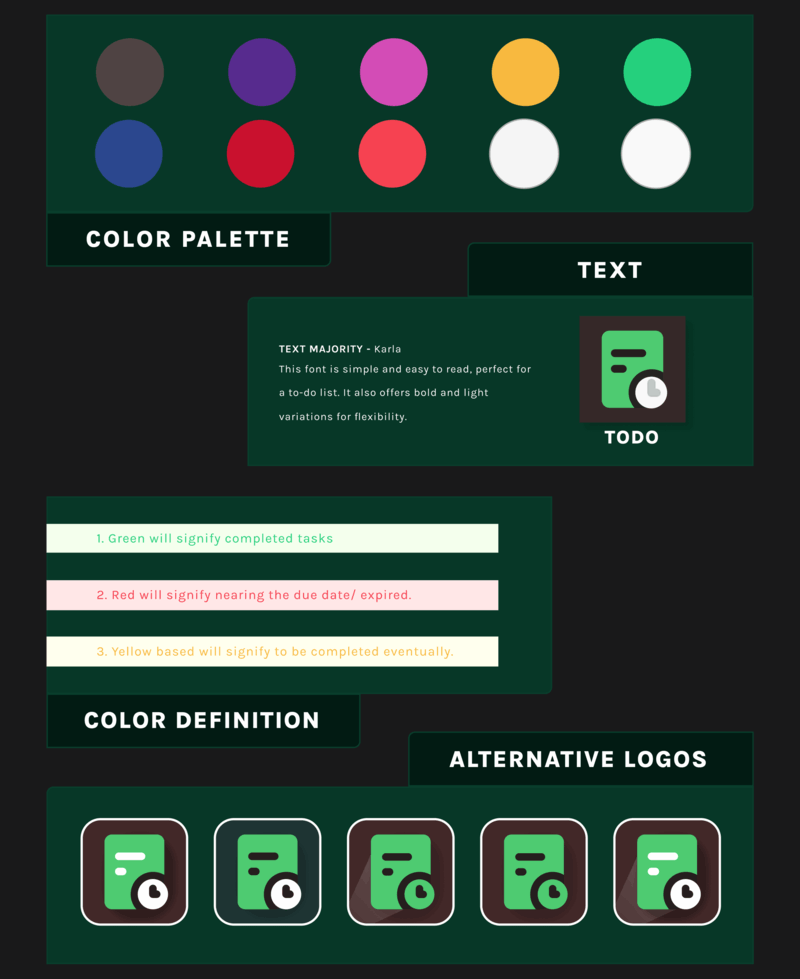 COLOR PALETTE
TEXT
TEXT MAJORITY - Karla
This font is simple and easy to read, perfect for
a to-do list. It also offers bold and light
variations for flexibility.
TODO
1. Green will signify completed tasks
2. Red will signify nearing the due date/ expired.
3. Yellow based will signify to be completed eventually.
COLOR DEFINITION
ALTERNATIVE LOGOS